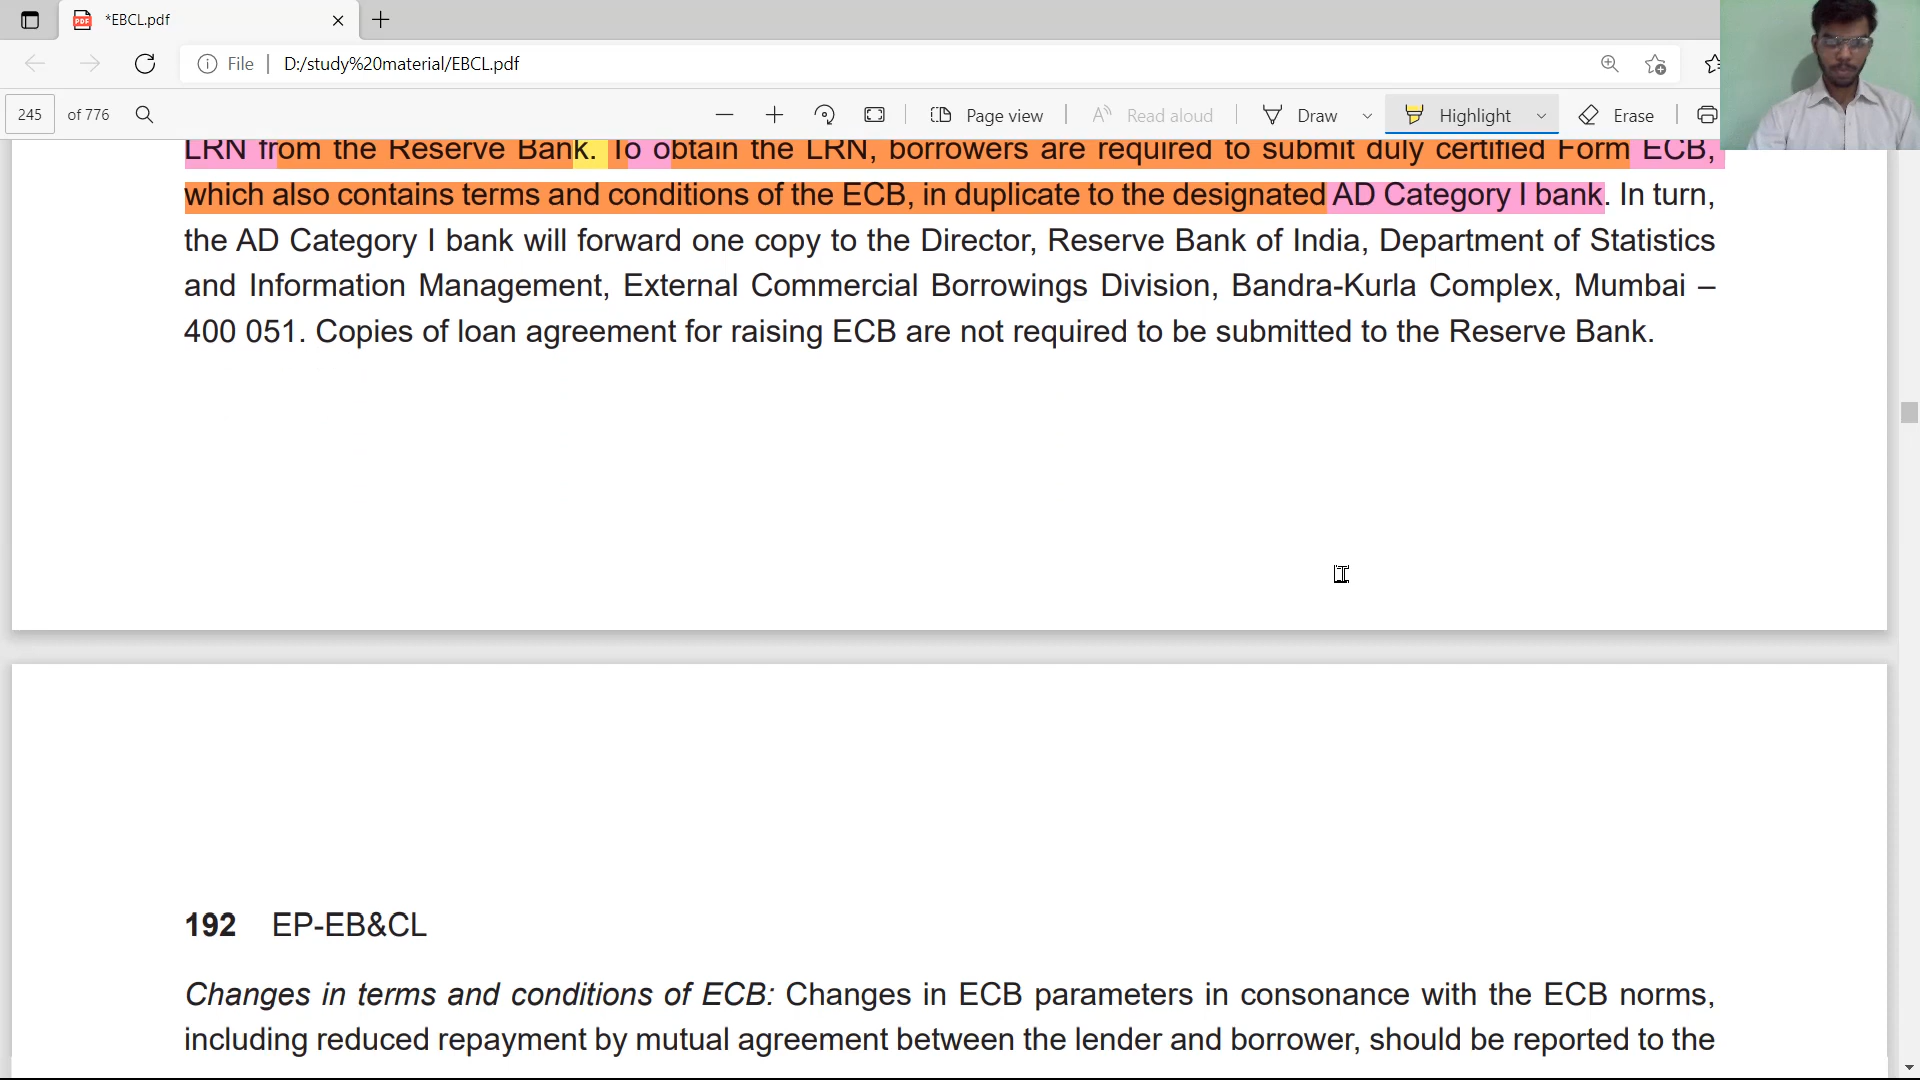 *EBCL.pdf
File D:/study%20material/EBCL.pdf
245 of 776 Page view Read aloud Draw Highlight Erase
LRN from the Reserve Bank. To obtain the LRN, borrowers are required to submit duly certified Form ECB,
which also contains terms and conditions of the ECB, in duplicate to the designated AD Category I bank. In turn,
the AD Category I bank will forward one copy to the Director, Reserve Bank of India, Department of Statistics
and Information Management, External Commercial Borrowings Division, Bandra-Kurla Complex, Mumbai –
400 051. Copies of loan agreement for raising ECB are not required to be submitted to the Reserve Bank.
192 EP-EB&CL
Changes in terms and conditions of ECB: Changes in ECB parameters in consonance with the ECB norms,
including reduced repayment by mutual agreement between the lender and borrower, should be reported to the